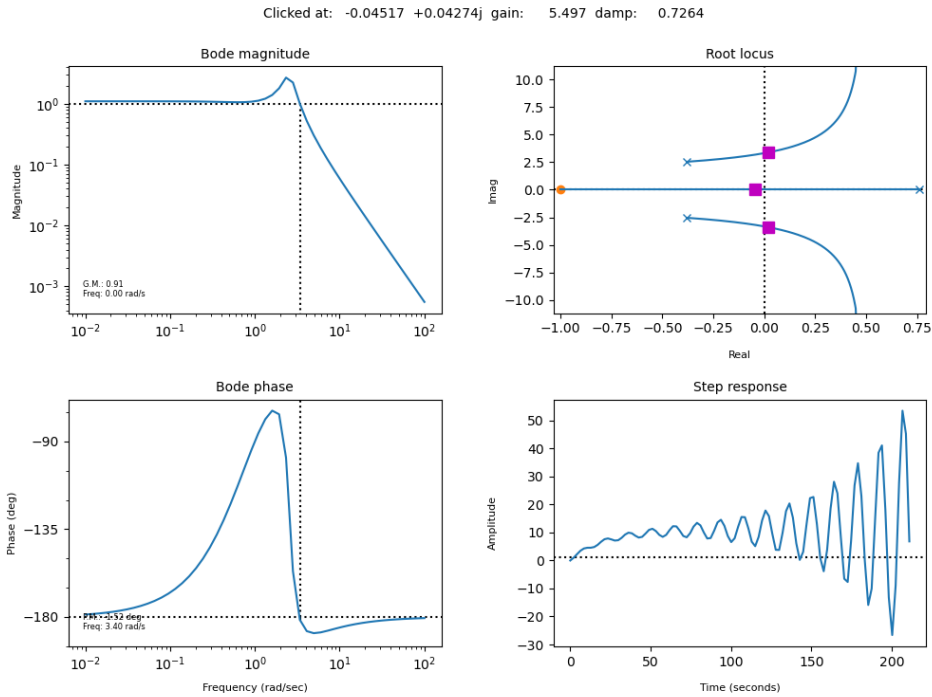 Clicked at: -0.04517 +0.04274j gain: 5.497 damp: 0.7264
Bode magnitude
Magnitude
10⁰
10⁻¹
10⁻²
10⁻³
G.M.: 0.91
Freq: 0.00 rad/s
10⁻² 10⁻¹ 10⁰ 10¹ 10²
Root locus
Imag
10.0
7.5
5.0
2.5
0.0
−2.5
−5.0
−7.5
−10.0
−1.00 −0.75 −0.50 −0.25 0.00 0.25 0.50 0.75
Real
Bode phase
Phase (deg)
−90
−135
−180
Freq: 3.40 rad/s
10⁻² 10⁻¹ 10⁰ 10¹ 10²
Frequency (rad/sec)
Step response
Amplitude
50
40
30
20
10
0
−10
−20
−30
0 50 100 150 200
Time (seconds)